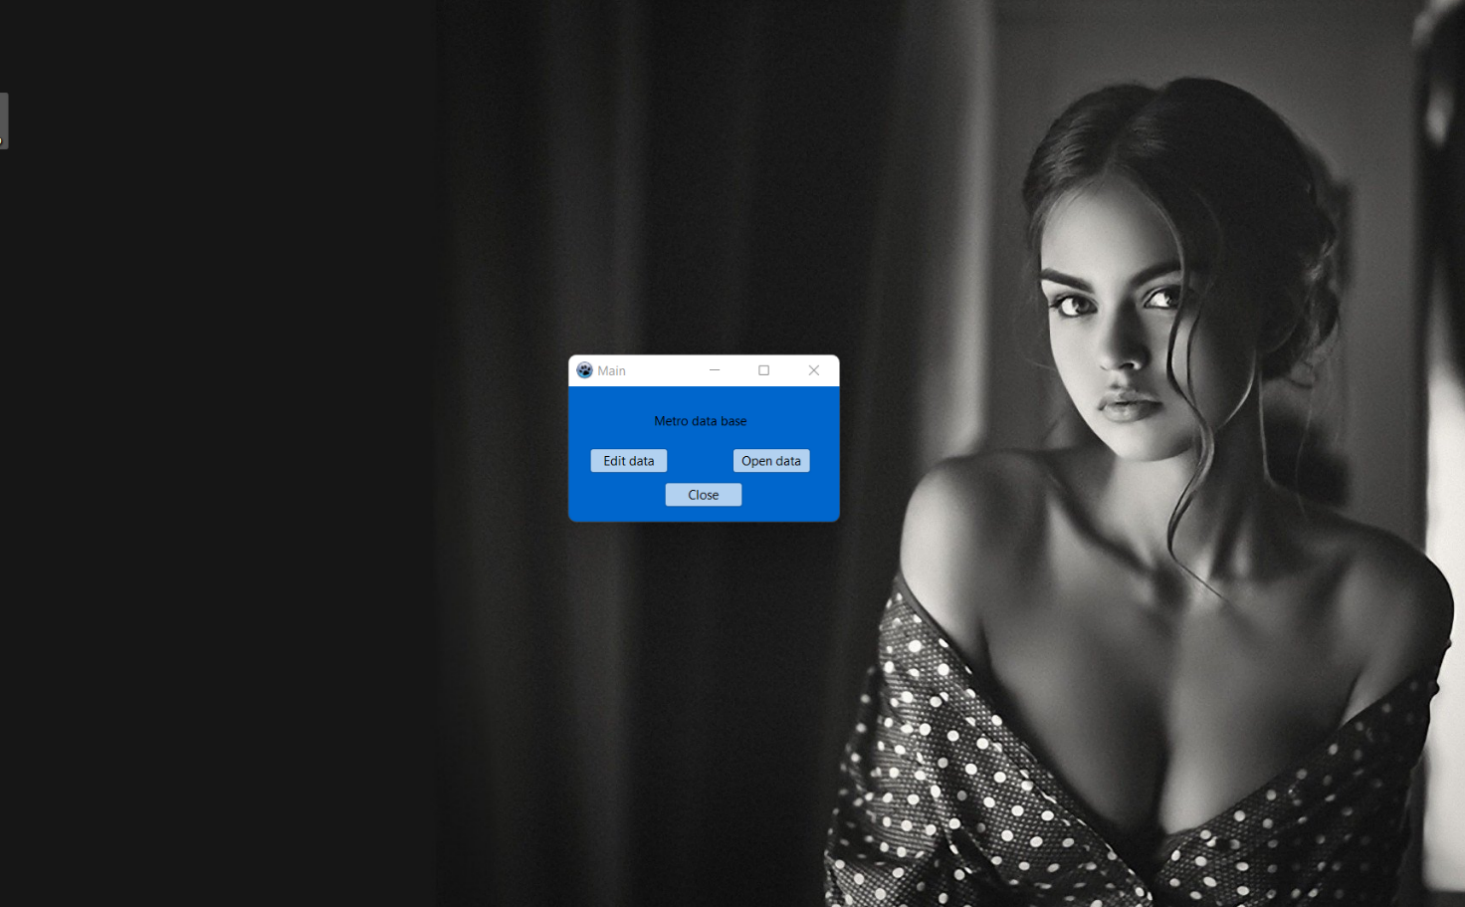 Main
Metro data base
Edit data
Open data
Close